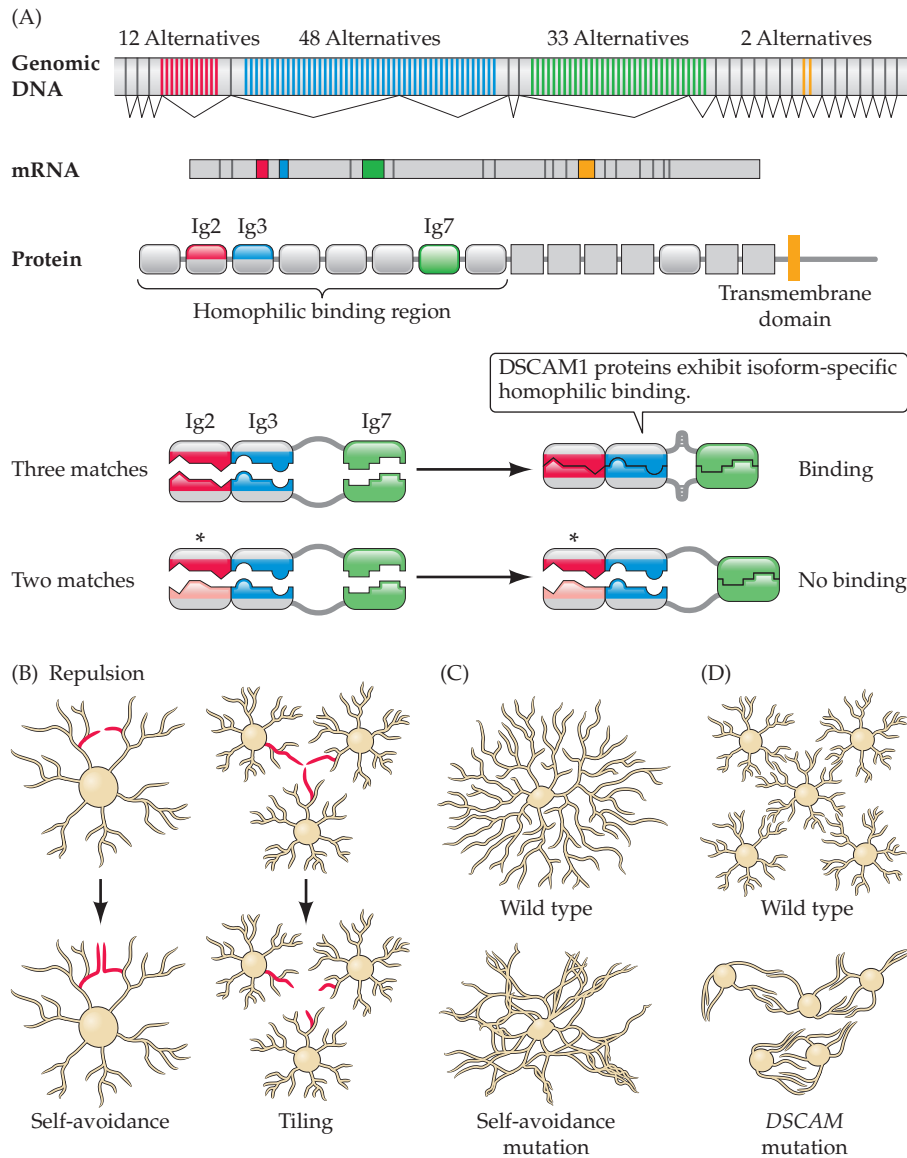 (A)
12 Alternatives 48 Alternatives 33 Alternatives 2 Alternatives
Genomic
DNA
mRNA
Ig2 Ig3 Ig7
Protein
Homophilic binding region
Transmembrane
domain
DSCAM1 proteins exhibit isoform-specific
homophilic binding.
Ig2 Ig3 Ig7
Three matches
Binding
* *
Two matches
No binding
(B) Repulsion
(C)
(D)
Wild type
Wild type
Self-avoidance
Tiling
Self-avoidance
mutation
DSCAM
mutation